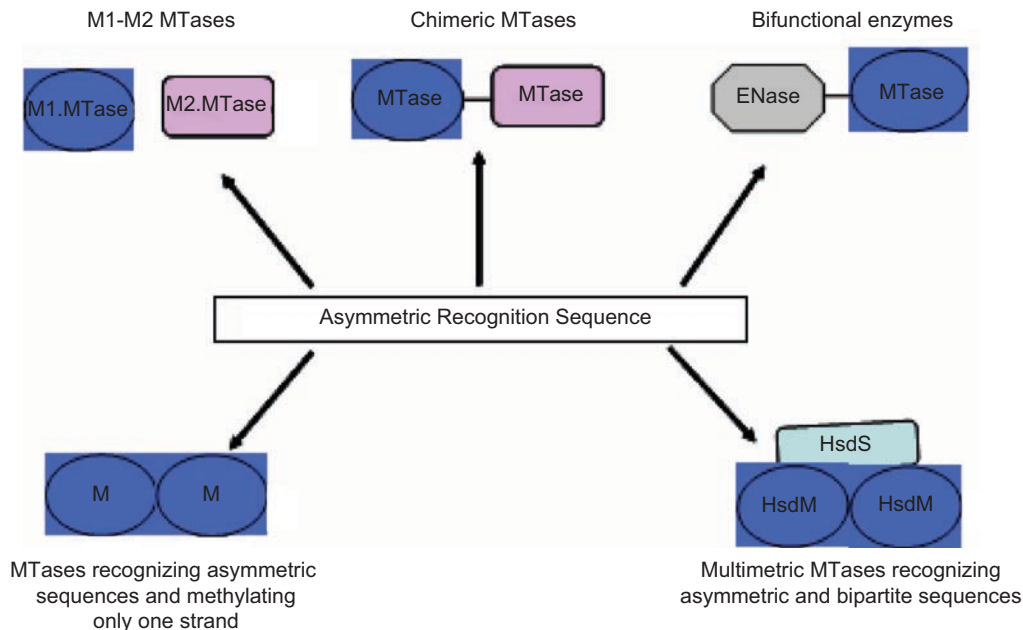 M1-M2 MTases
Chimeric MTases
Bifunctional enzymes
M1.MTase
M2.MTase
MTase
MTase
ENase
MTase
Asymmetric Recognition Sequence
M
M
HsdS
HsdM
HsdM
MTases recognizing asymmetric
sequences and methylating
only one strand
Multimetric MTases recognizing
asymmetric and bipartite sequences